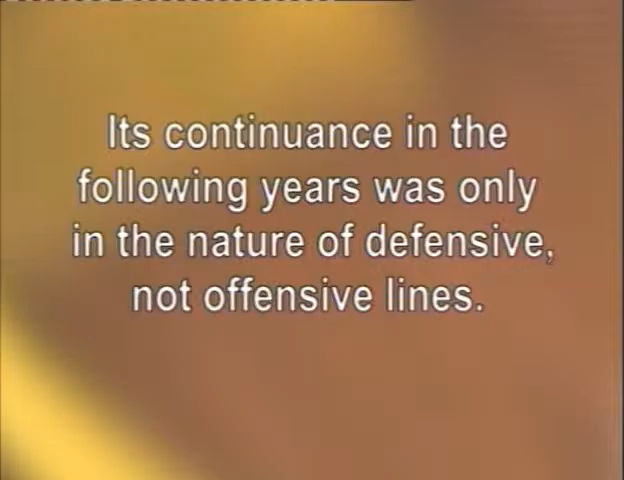 Its continuance in the
following years was only
in the nature of defensive,
not offensive lines.